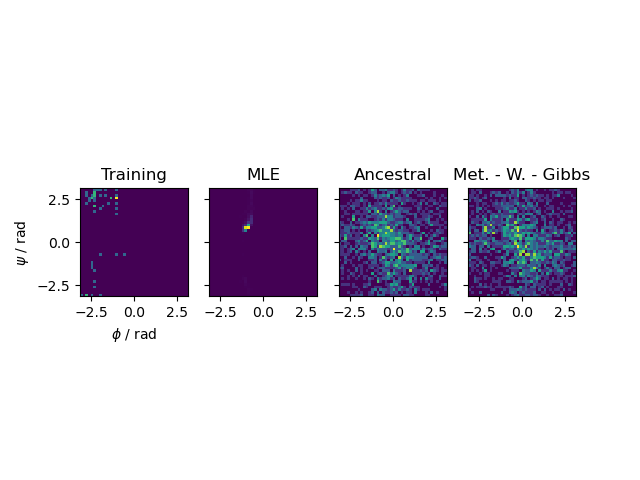 Training
MLE
Ancestral
Met. - W. - Gibbs
ψ / rad
2.5
0.0
−2.5
−2.5 0.0 2.5
−2.5 0.0 2.5
−2.5 0.0 2.5
−2.5 0.0 2.5
ϕ / rad